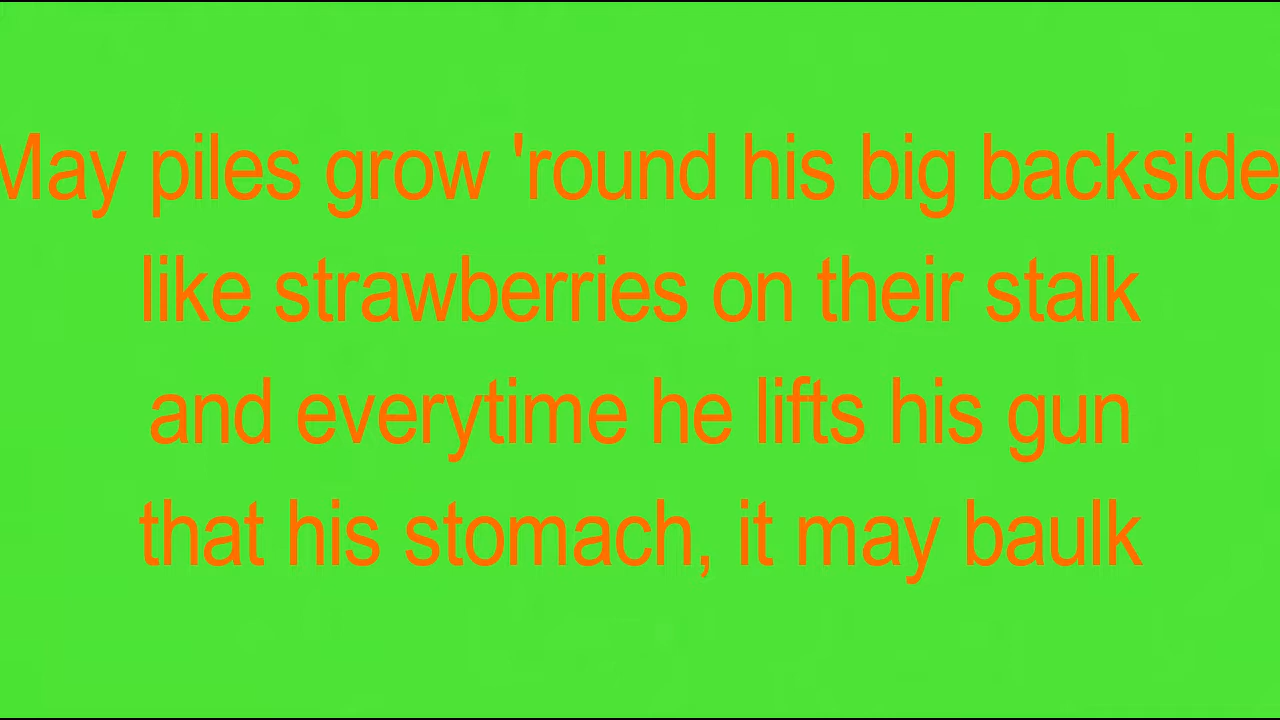 May piles grow 'round his big backside
like strawberries on their stalk
and everytime he lifts his gun
that his stomach, it may baulk